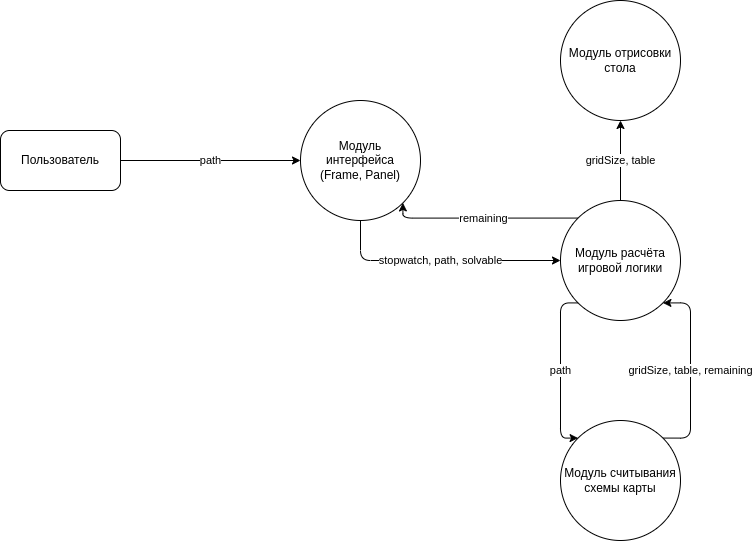 Модуль отрисовки
стола
Пользователь
path
Модуль
интерфейса
(Frame, Panel)
gridSize, table
remaining
stopwatch, path, solvable
Модуль расчёта
игровой логики
path
gridSize, table, remaining
Модуль считывания
схемы карты